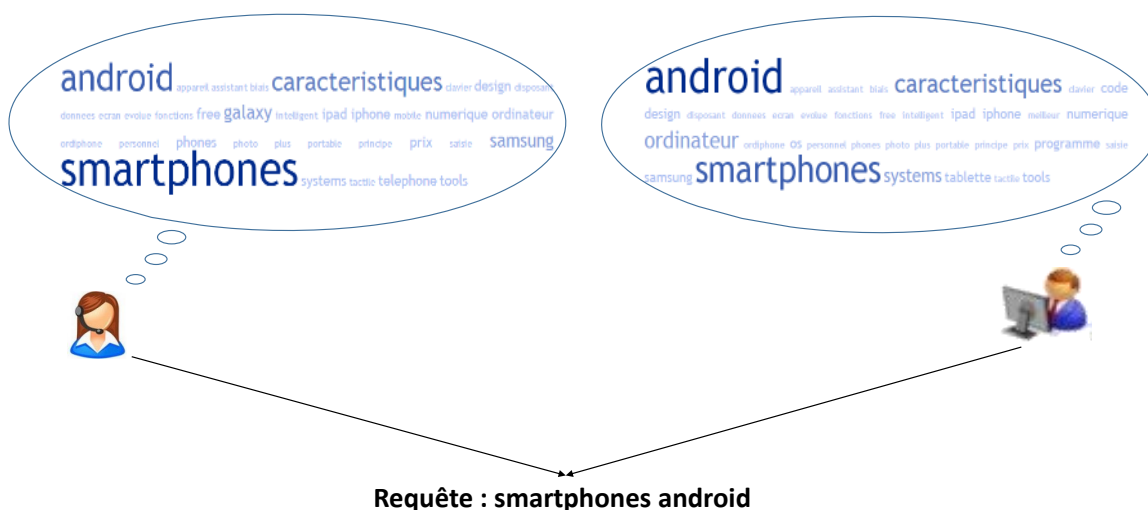 android appareil assistant biais caracteristiques clavier design disposant
donnees ecran evolue fonctions free galaxy intelligent ipad iphone mobile numerique ordinateur
ordiphone personnel phones photo plus portable principe prix saisie samsung
smartphones systems tactile telephone tools
android appareil assistant biais caracteristiques clavier code
design disposant donnees ecran evolue fonctions free intelligent ipad iphone meilleur numerique
ordinateur ordiphone os personnel phones photo plus portable principe prix programme saisie
samsung smartphones systems tablette tactile tools
Requête : smartphones android